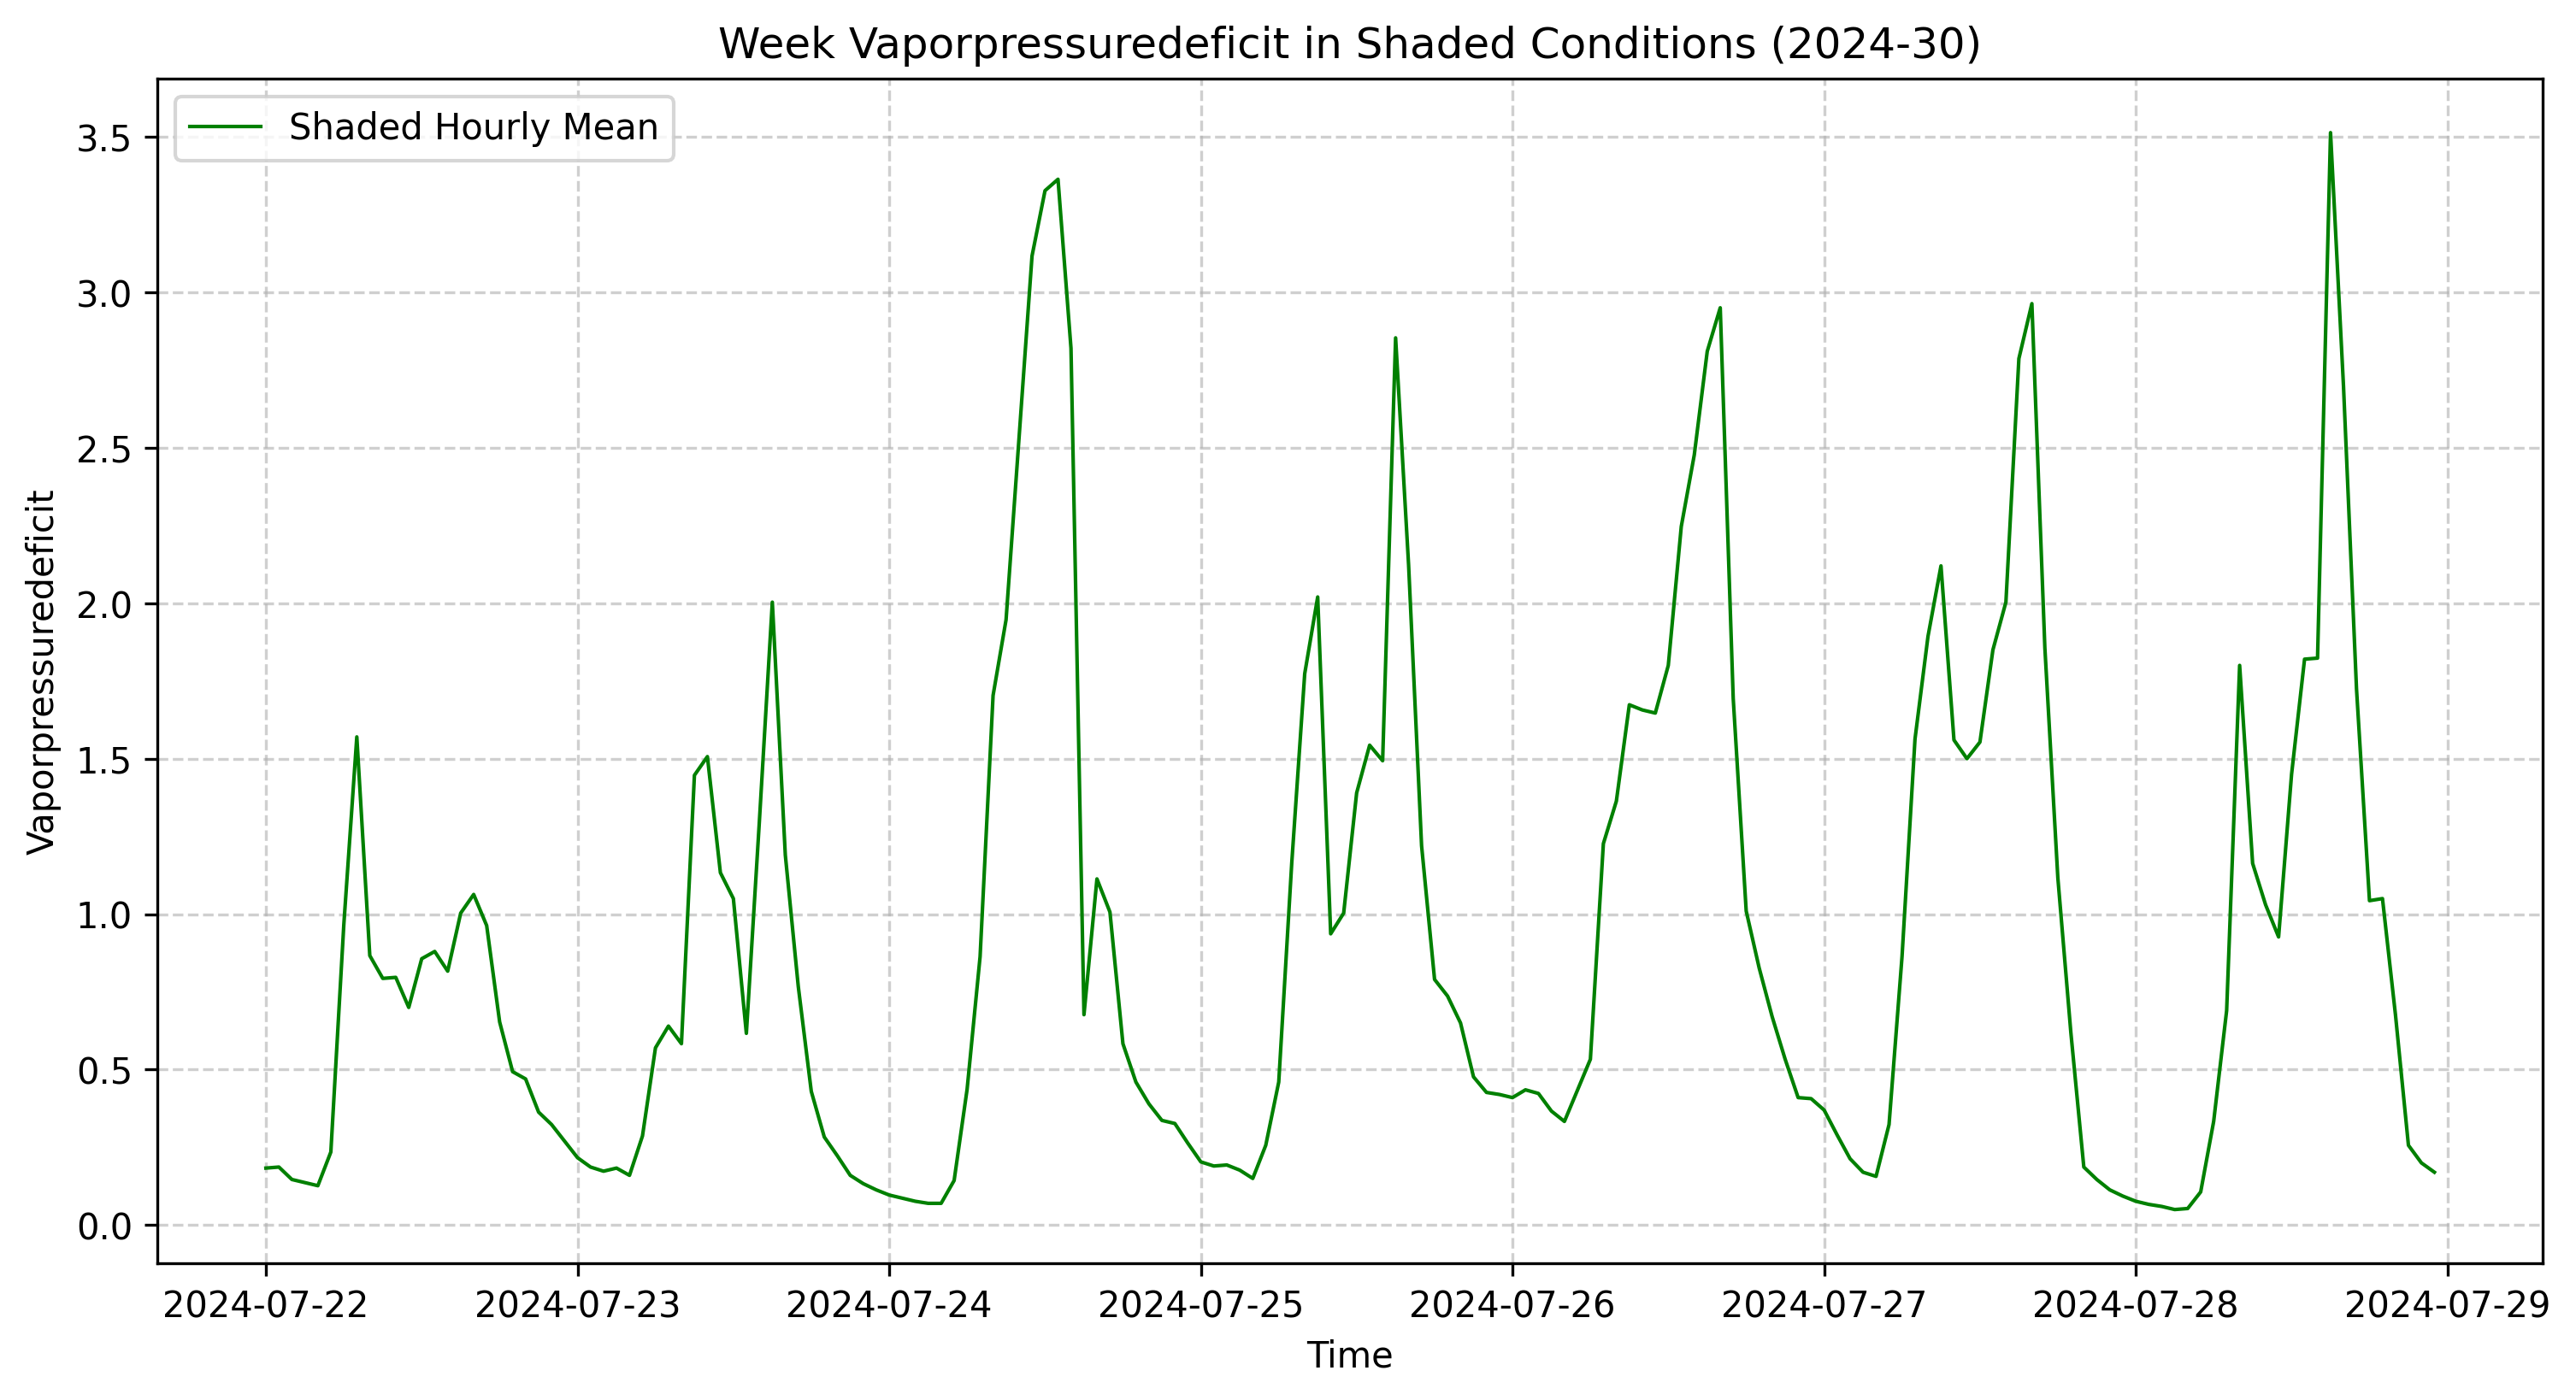 Week Vaporpressuredeficit in Shaded Conditions (2024-30)
Shaded Hourly Mean
3.5
3.0
2.5
2.0
1.5
1.0
0.5
0.0
Vaporpressuredeficit
2024-07-22 2024-07-23 2024-07-24 2024-07-25 2024-07-26 2024-07-27 2024-07-28 2024-07-29
Time